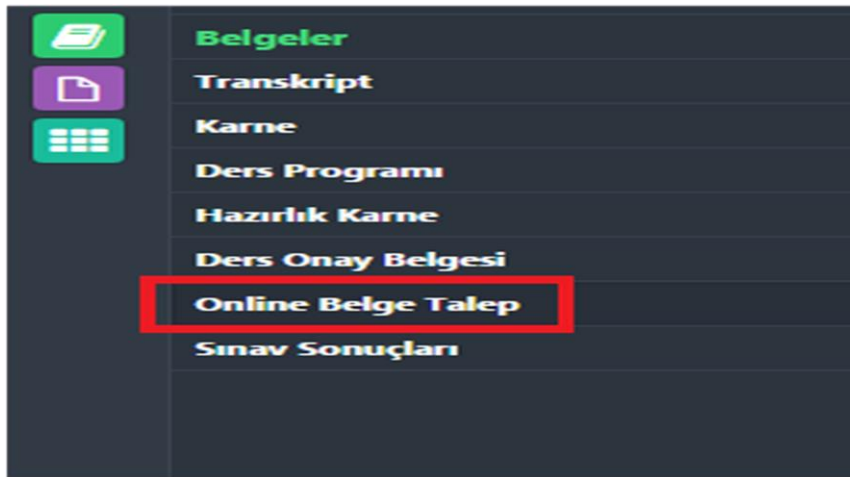 Belgeler
Transkript
Karne
Ders Programı
Hazırlık Karne
Ders Onay Belgesi
Online Belge Talep
Sınav Sonuçları